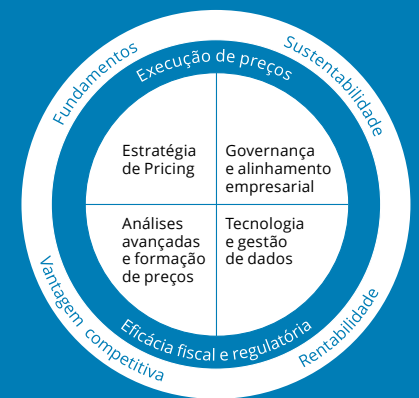 Fundamentos
Sustentabilidade
Execução de preços
Estratégia
de Pricing
Governança
e alinhamento
empresarial
Análises
avançadas
e formação
de preços
Tecnologia
e gestão
de dados
Eficácia fiscal e regulatória
Vantagem competitiva
Rentabilidade